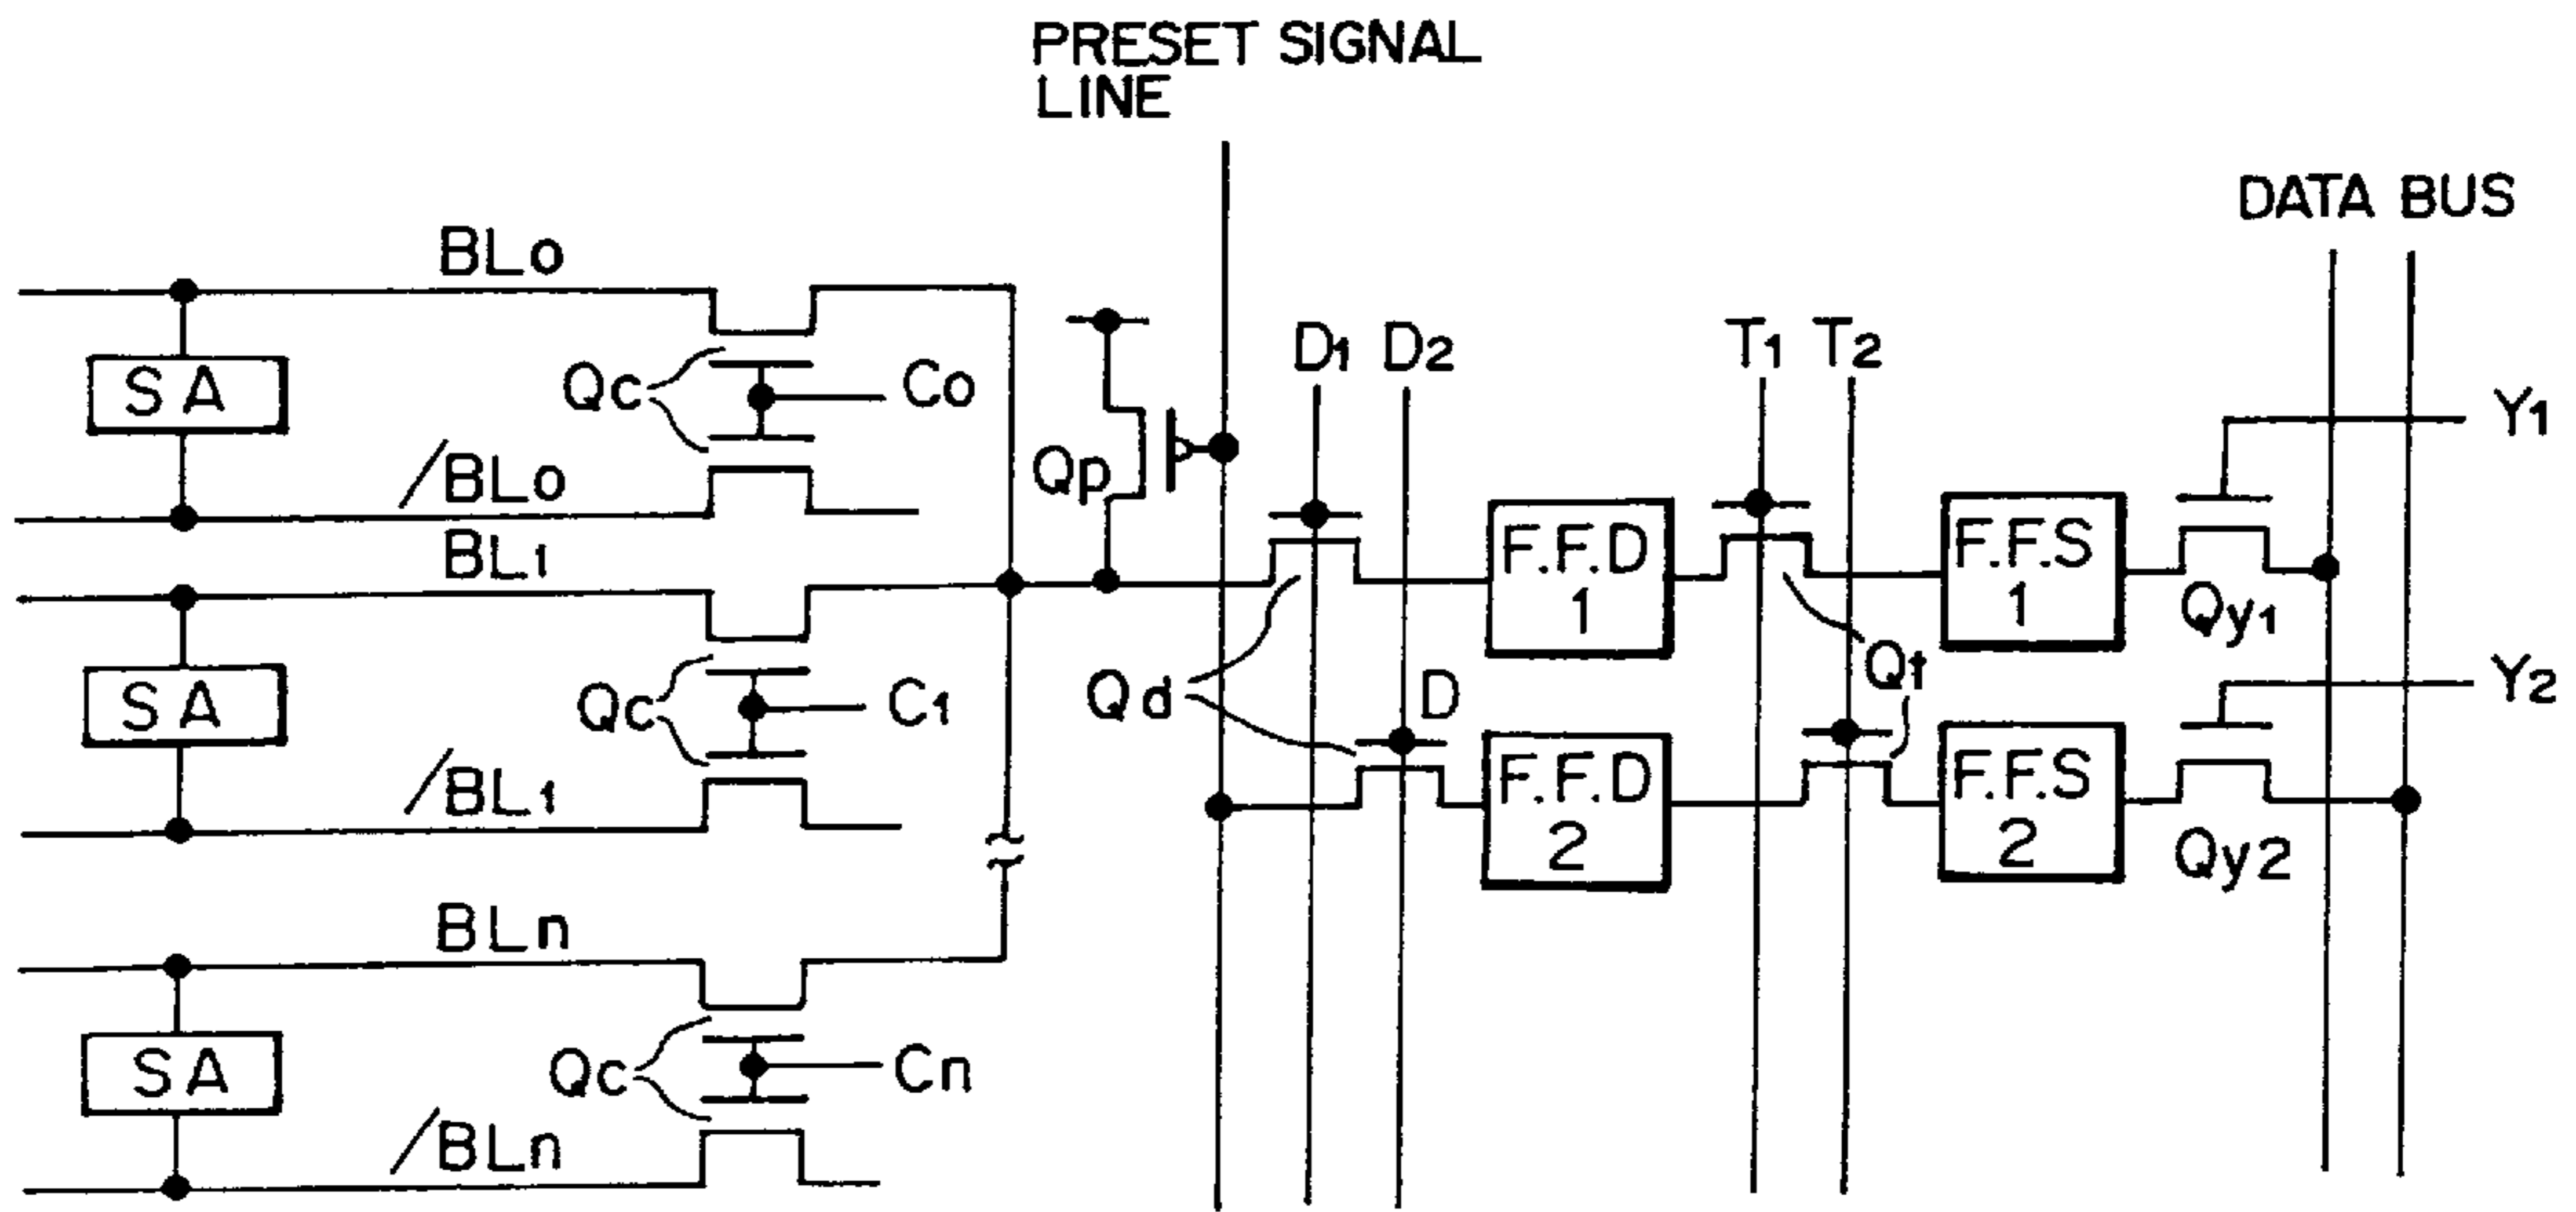 PRESET SIGNAL
LINE
DATA BUS
BLo
D1 D2
T1 T2
SA
Qc
Co
Y1
Qp
/BLo
BL1
F.F.D
1
F.F.S
1
Qy1
SA
Qc
C1
Qd
D
Qt
Y2
/BL1
F.F.D
2
F.F.S
2
Qy2
BLn
SA
Qc
Cn
/BLn